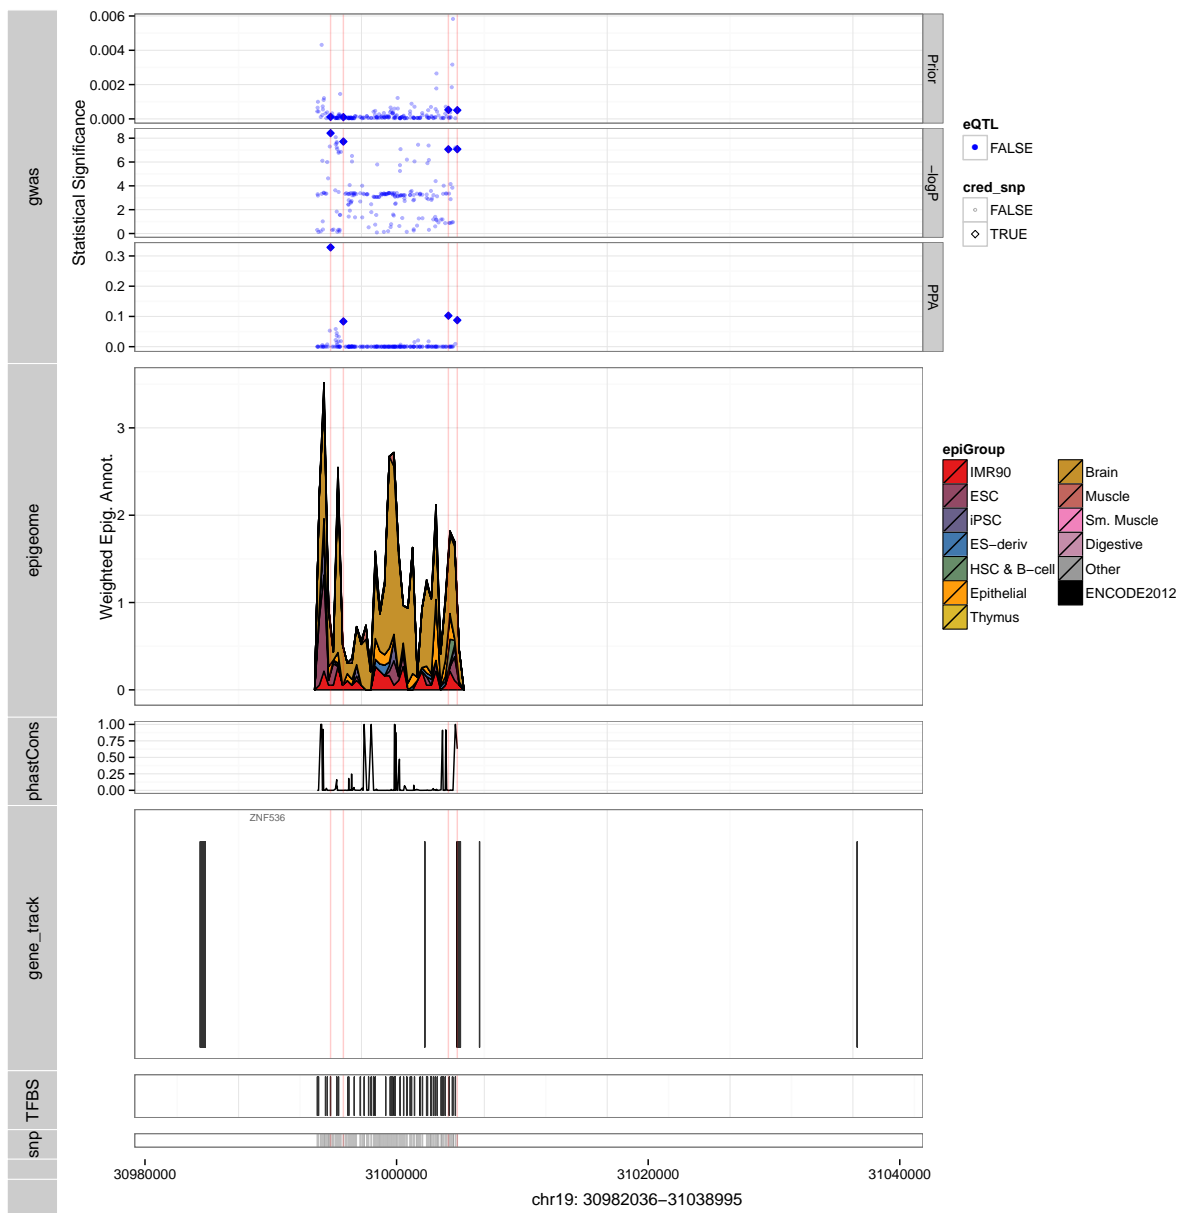 gwas
Statistical Significance
0.006
0.004
0.002
0.000
Prior
8
6
4
2
0
−logP
0.3
0.2
0.1
0.0
PPA
eQTL
FALSE
cred_snp
FALSE
TRUE
epigeome
Weighted Epig. Annot.
3
2
1
0
epiGroup
IMR90
ESC
iPSC
ES−deriv
HSC & B−cell
Epithelial
Thymus
Brain
Muscle
Sm. Muscle
Digestive
Other
ENCODE2012
phastCons
1.00
0.75
0.50
0.25
0.00
gene_track
ZNF536
TFBS
snp
30980000 31000000 31020000 31040000
chr19: 30982036−31038995